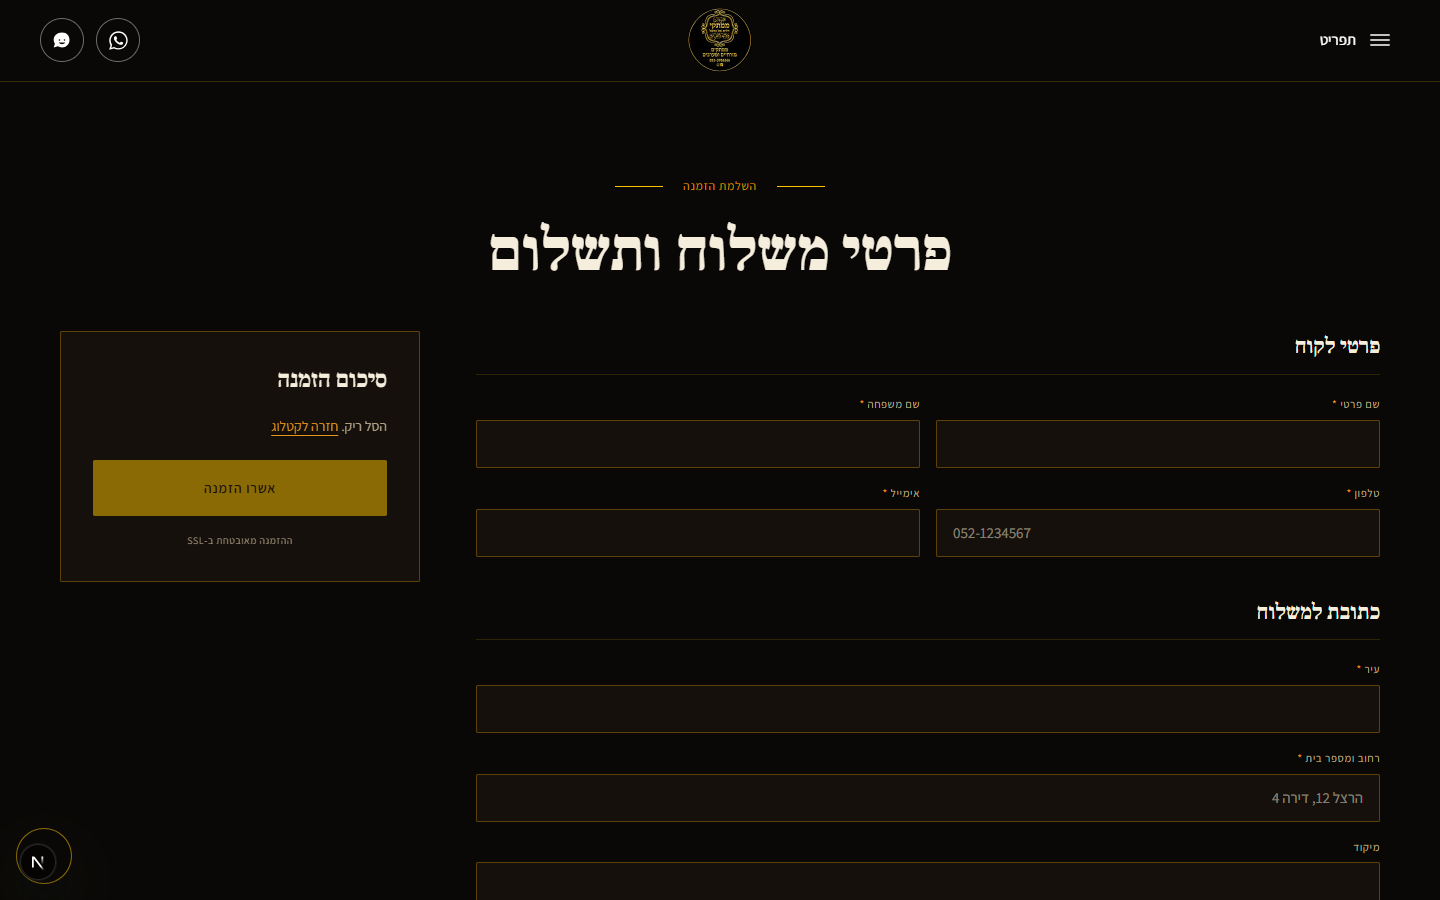 תפריט
ממתקי
השלמת הזמנה
פרטי משלוח ותשלום
פרטי לקוח
שם פרטי *
שם משפחה *
טלפון *
052-1234567
אימייל *
כתובת למשלוח
עיר *
רחוב ומספר בית *
הרצל 12, דירה 4
מיקוד
סיכום הזמנה
הסל ריק. חזרה לקטלוג
אשרו הזמנה
ההזמנה מאובטחת ב-SSL
N